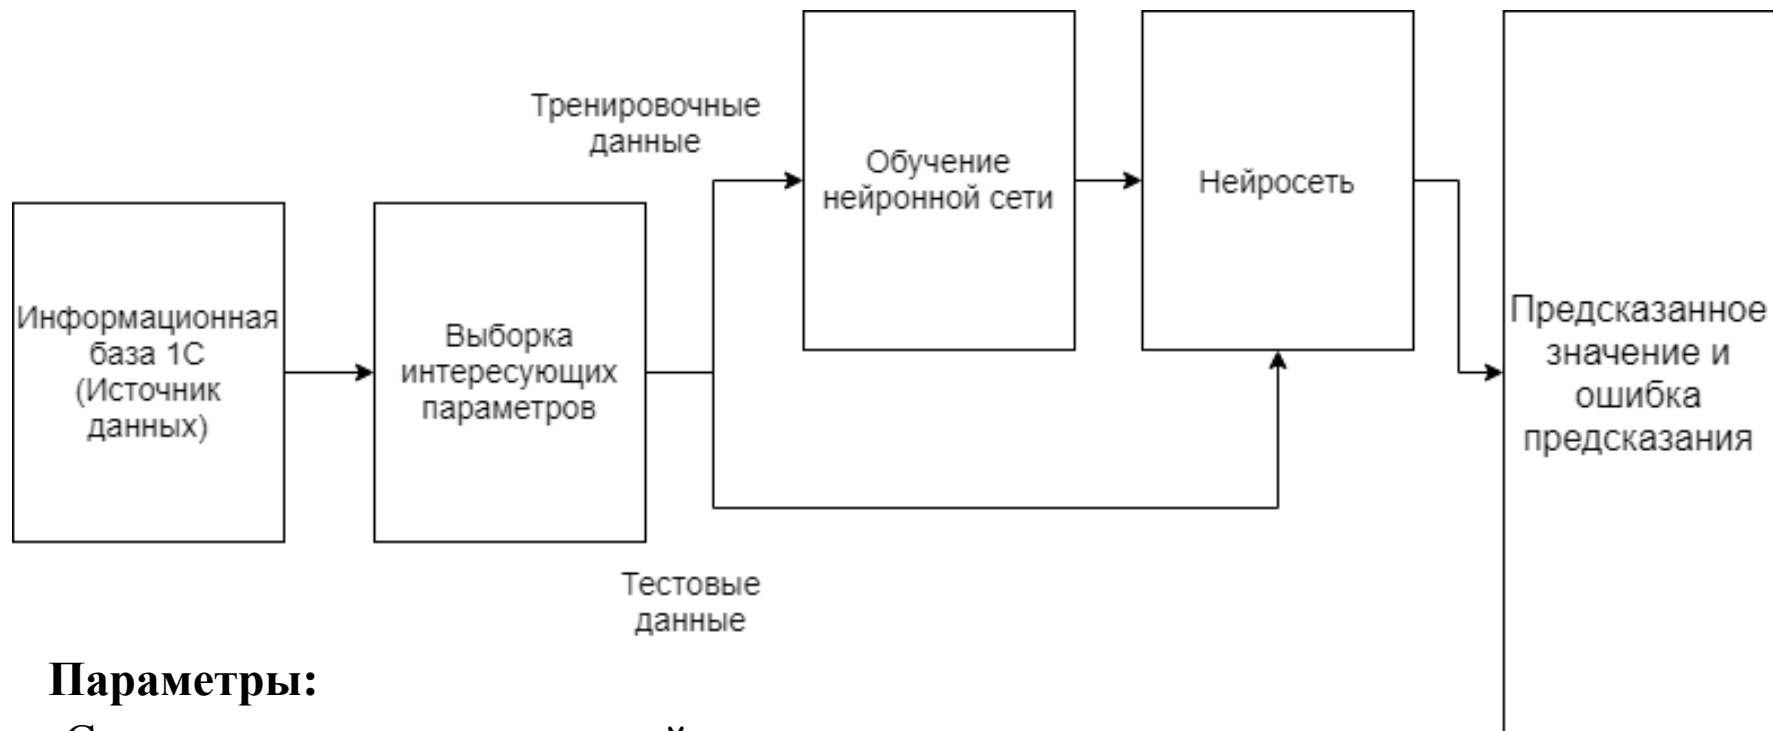 Тренировочные
данные
Обучение
нейронной сети
Нейросеть
Информационная
база 1С
(Источник
данных)
Выборка
интересующих
параметров
Предсказанное
значение и
ошибка
предсказания
Тестовые
данные
Параметры: